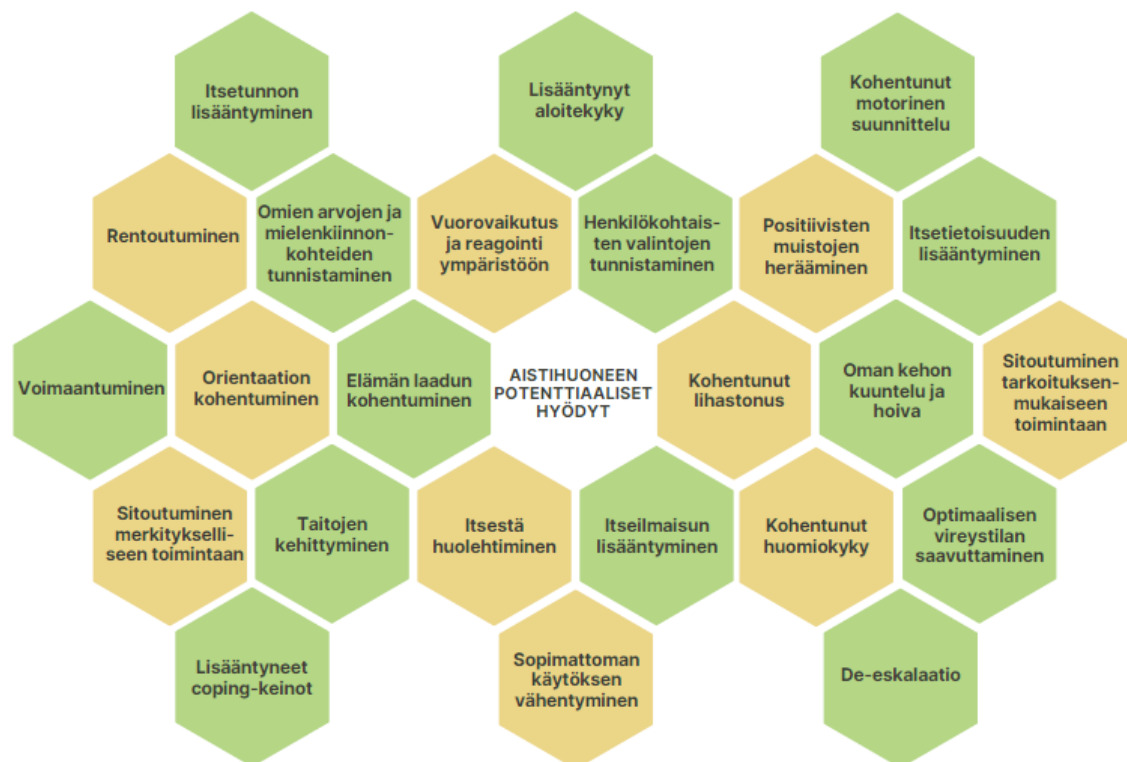 Itsetunnon
lisääntyminen
Lisääntynyt
aloitekyky
Kohentunut
motorinen
suunnittelu
Rentoutuminen
Omien arvojen ja
mielenkiinnon-
kohteiden
tunnistaminen
Vuorovaikutus
ja reagointi
ympäristöön
Henkilökohtais-
ten valintojen
tunnistaminen
Positiivisten
muistojen
herääminen
Itsetietoisuuden
lisääntyminen
Voimaantuminen
Orientaation
kohentuminen
Elämän laadun
kohentuminen
AISTIHUONEEN
POTENTTIAALISET
HYÖDYT
Kohentunut
lihastonus
Oman kehon
kuuntelu ja
hoiva
Sitoutuminen
tarkoituksen-
mukaiseen
toimintaan
Sitoutuminen
merkitykselli-
seen toimintaan
Taitojen
kehittyminen
Itsestä
huolehtiminen
Itseilmaisun
lisääntyminen
Kohentunut
huomiokyky
Optimaalisen
vireystilan
saavuttaminen
Lisääntyneet
coping-keinot
Sopimattoman
käytöksen
vähentyminen
De-eskalaatio